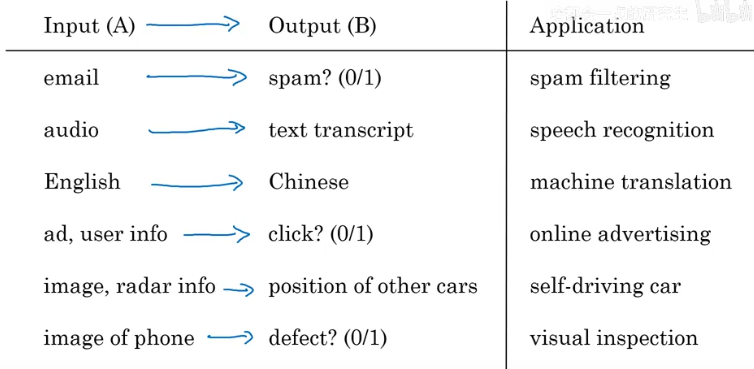 Input (A) Output (B) Application
email spam? (0/1) spam filtering
audio text transcript speech recognition
English Chinese machine translation
ad, user info click? (0/1) online advertising
image, radar info position of other cars self-driving car
image of phone defect? (0/1) visual inspection